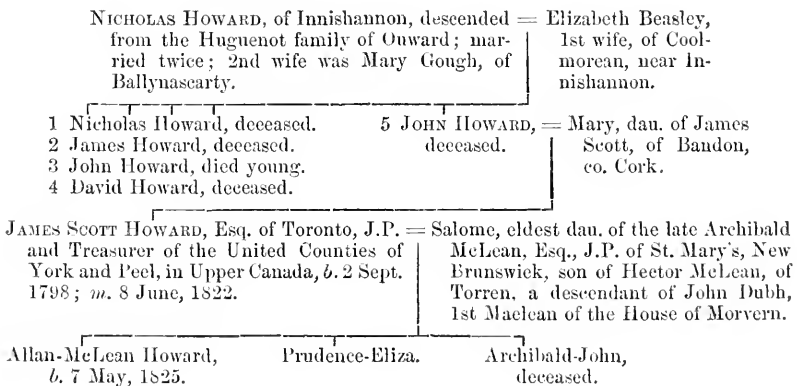 NICHOLAS HOWARD, of Innishannon, descended
from the Huguenot family of Onward; mar-
ried twice; 2nd wife was Mary Gough, of
Ballynascarty.
= Elizabeth Beasley,
1st wife, of Cool-
morean, near In-
nishannon.
1 Nicholas Howard, deceased.
2 James Howard, deceased.
3 John Howard, died young.
4 David Howard, deceased.
5 JOHN HOWARD,
deceased.
= Mary, dau. of James
Scott, of Bandon,
co. Cork.
JAMES SCOTT HOWARD, Esq. of Toronto, J.P.
and Treasurer of the United Counties of
York and Peel, in Upper Canada, b. 2 Sept.
1798; m. 8 June, 1822.
= Salome, eldest dau. of the late Archibald
McLean, Esq., J.P. of St. Mary's, New
Brunswick, son of Hector McLean, of
Torren, a descendant of John Dubh,
1st Maclean of the House of Morvern.
Allan-McLean Howard,
b. 7 May, 1825.
Prudence-Eliza.
Archibald-John,
deceased.